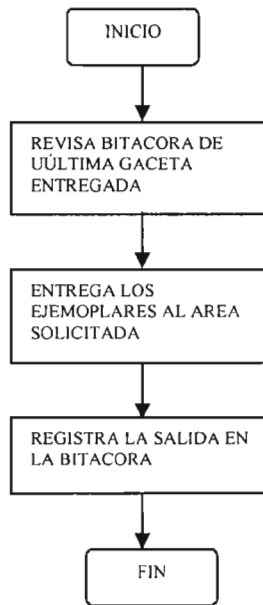 INICIO
REVISA BITACORA DE
UÚLTIMA GACETA
ENTREGADA
ENTREGA LOS
EJEMOPLARES AL AREA
SOLICITADA
REGISTRA LA SALIDA EN
LA BITACORA
FIN